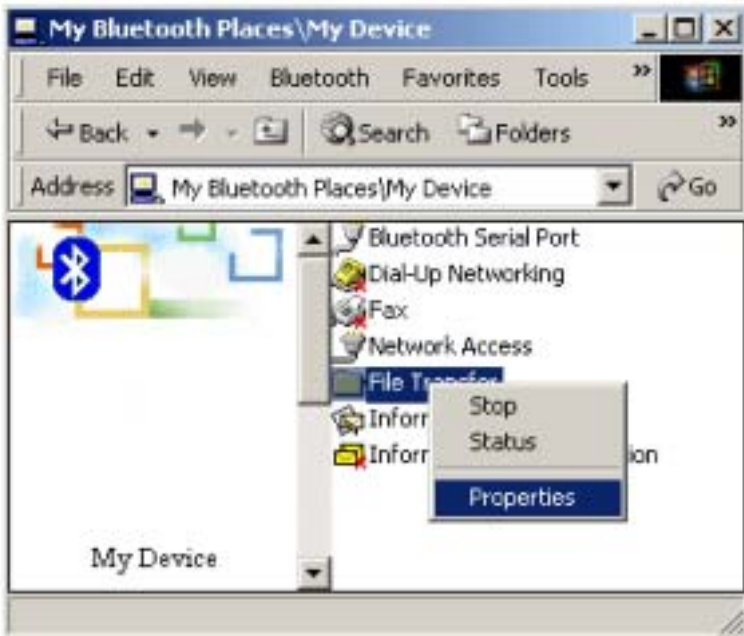 My Bluetooth Places\My Device
File Edit View Bluetooth Favorites Tools »
Back Search Folders »
Address My Bluetooth Places\My Device Go
Bluetooth Serial Port
Dial-Up Networking
Fax
Network Access
File Transfer
Stop
Status
Properties
My Device